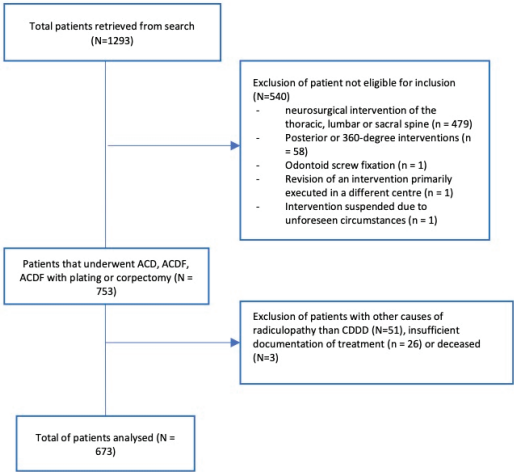 Total patients retrieved from search
(N=1293)
Exclusion of patient not eligible for inclusion
(N=540)
- neurosurgical intervention of the
thoracic, lumbar or sacral spine (n = 479)
- Posterior or 360-degree interventions (n
= 58)
- Odontoid screw fixation (n = 1)
- Revision of an intervention primarily
executed in a different centre (n = 1)
- Intervention suspended due to
unforeseen circumstances (n = 1)
Patients that underwent ACD, ACDF,
ACDF with plating or corpectomy (N =
753)
Exclusion of patients with other causes of
radiculopathy than CDDD (N=51), insufficient
documentation of treatment (n = 26) or deceased
(N=3)
Total of patients analysed (N =
673)